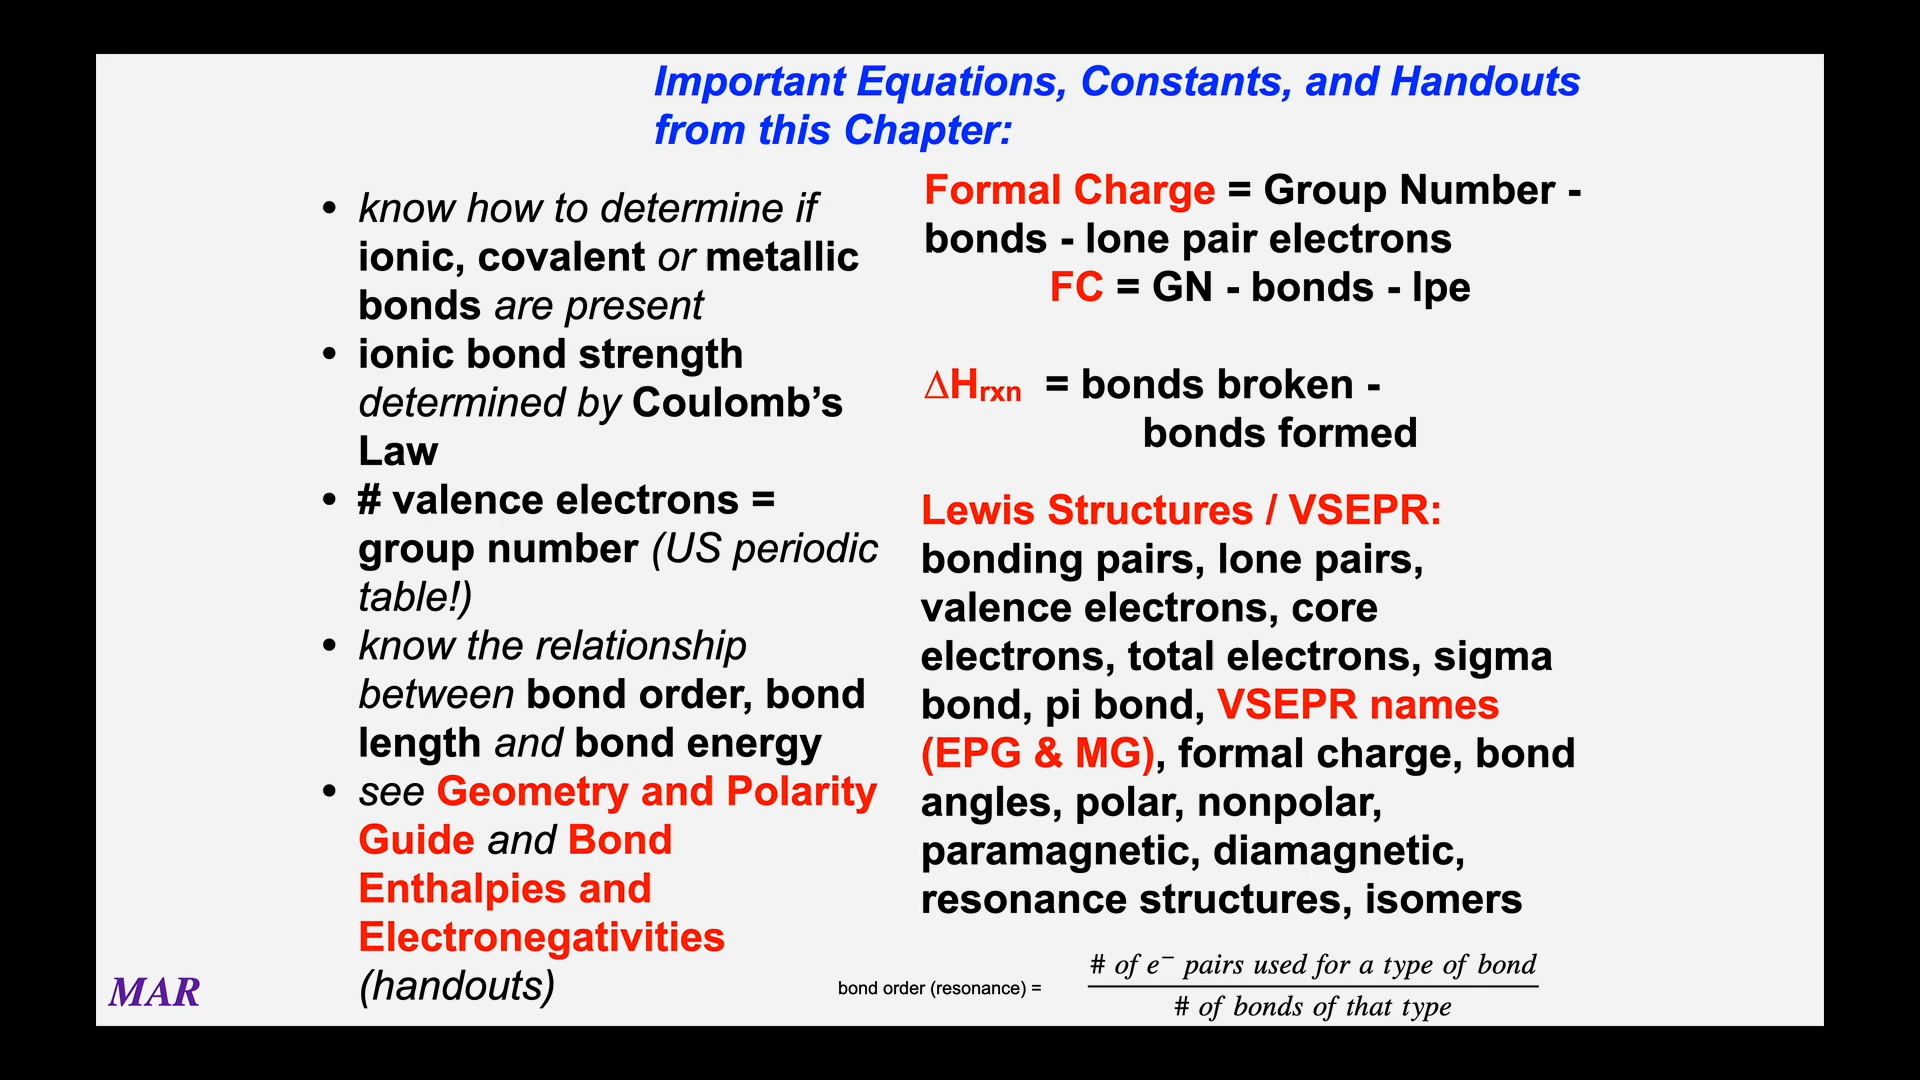 Important Equations, Constants, and Handouts
from this Chapter:
• know how to determine if
ionic, covalent or metallic
bonds are present
• ionic bond strength
determined by Coulomb’s
Law
• # valence electrons =
group number (US periodic
table!)
• know the relationship
between bond order, bond
length and bond energy
• see Geometry and Polarity
Guide and Bond
Enthalpies and
Electronegativities
(handouts)
Formal Charge = Group Number -
bonds - lone pair electrons
FC = GN - bonds - lpe
ΔHrxn = bonds broken -
bonds formed
Lewis Structures / VSEPR:
bonding pairs, lone pairs,
valence electrons, core
electrons, total electrons, sigma
bond, pi bond, VSEPR names
(EPG & MG), formal charge, bond
angles, polar, nonpolar,
paramagnetic, diamagnetic,
resonance structures, isomers
bond order (resonance) =
# of e⁻ pairs used for a type of bond
# of bonds of that type
MAR